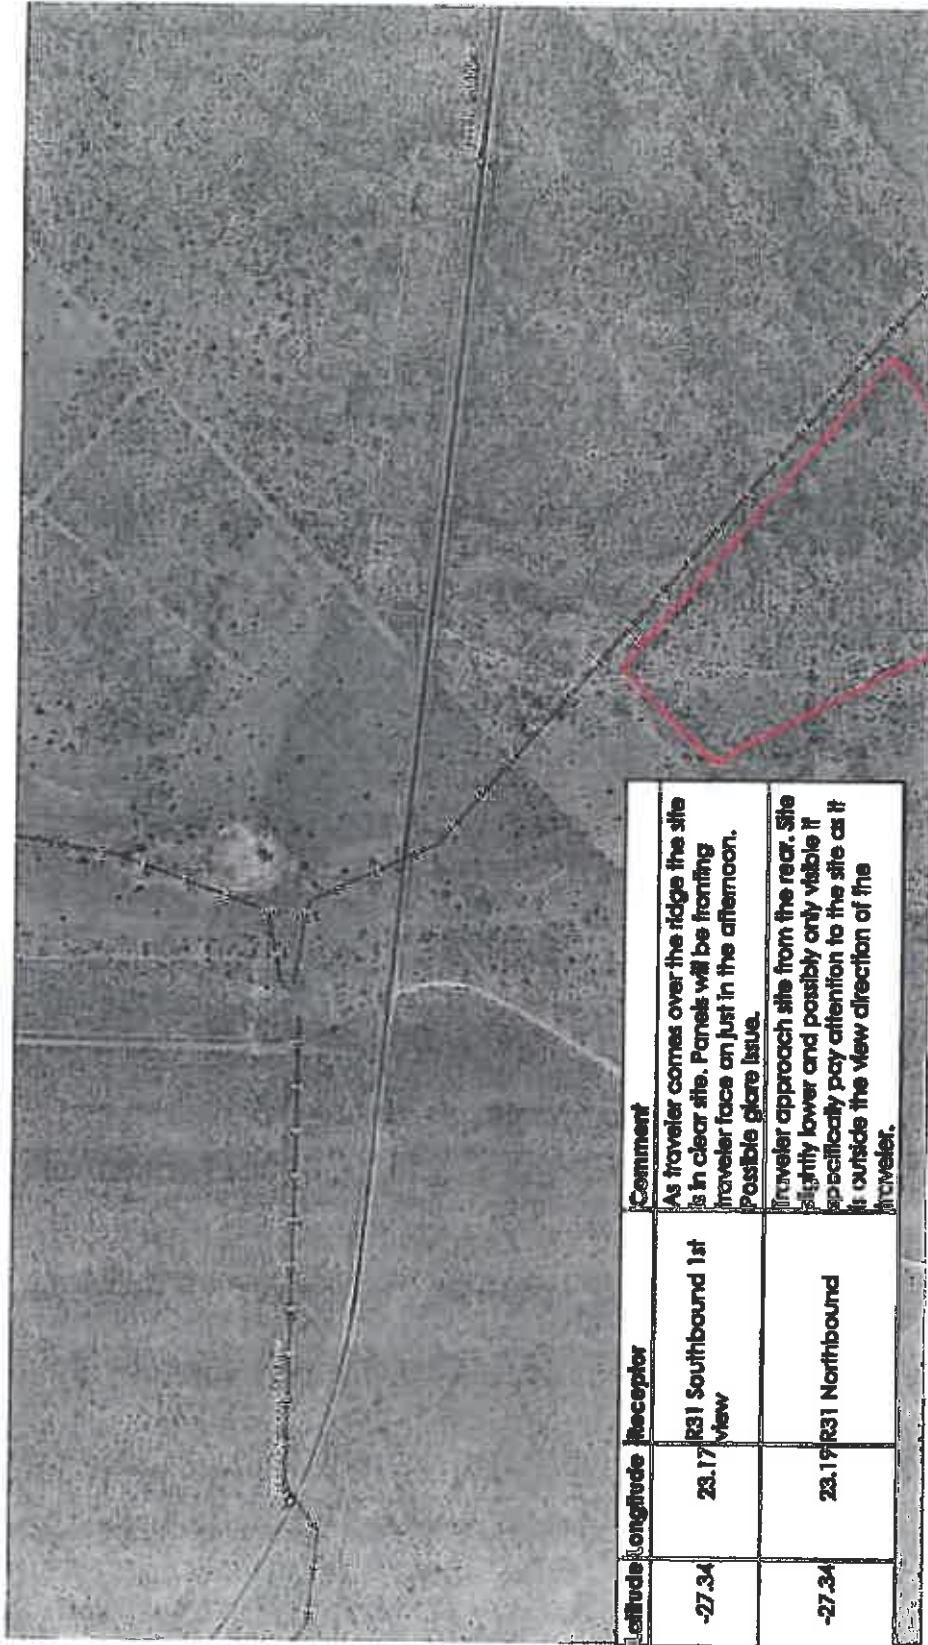 Latitude Longitude Receptor Comment
-27.34 23.17 R31 Southbound 1st view As traveler comes over the ridge the site
is in clear site. Panels will be fronting
traveler face on just in the afternoon.
Possible glare issue.
-27.34 23.19 R31 Northbound Traveler approach site from the rear. Site
slightly lower and possibly only visible if
specifically pay attention to the site as it
is outside the view direction of the
traveler.